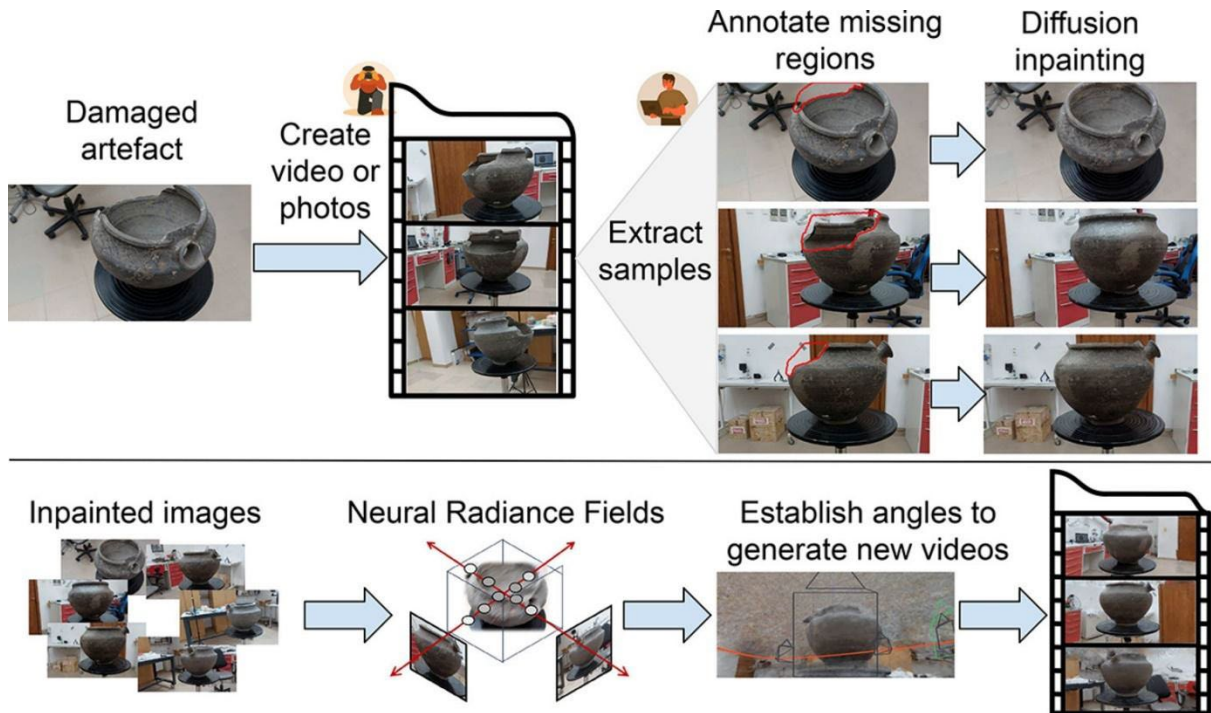 Damaged
artefact
Create
video or
photos
Extract
samples
Annotate missing
regions
Diffusion
inpainting
Inpainted images
Neural Radiance Fields
Establish angles to
generate new videos